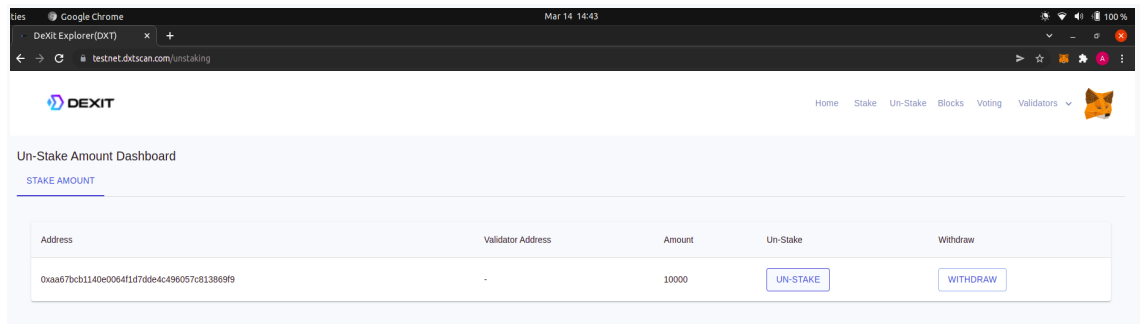 ties Google Chrome Mar 14 14:43 100 %
DeXit Explorer(DXT) × +
testnet.dxtscan.com/unstaking A
DEXIT Home Stake Un-Stake Blocks Voting Validators
Un-Stake Amount Dashboard
STAKE AMOUNT
Address Validator Address Amount Un-Stake Withdraw
0xaa67bcb1140e0064f1d7dde4c496057c813869f9 - 10000 UN-STAKE WITHDRAW